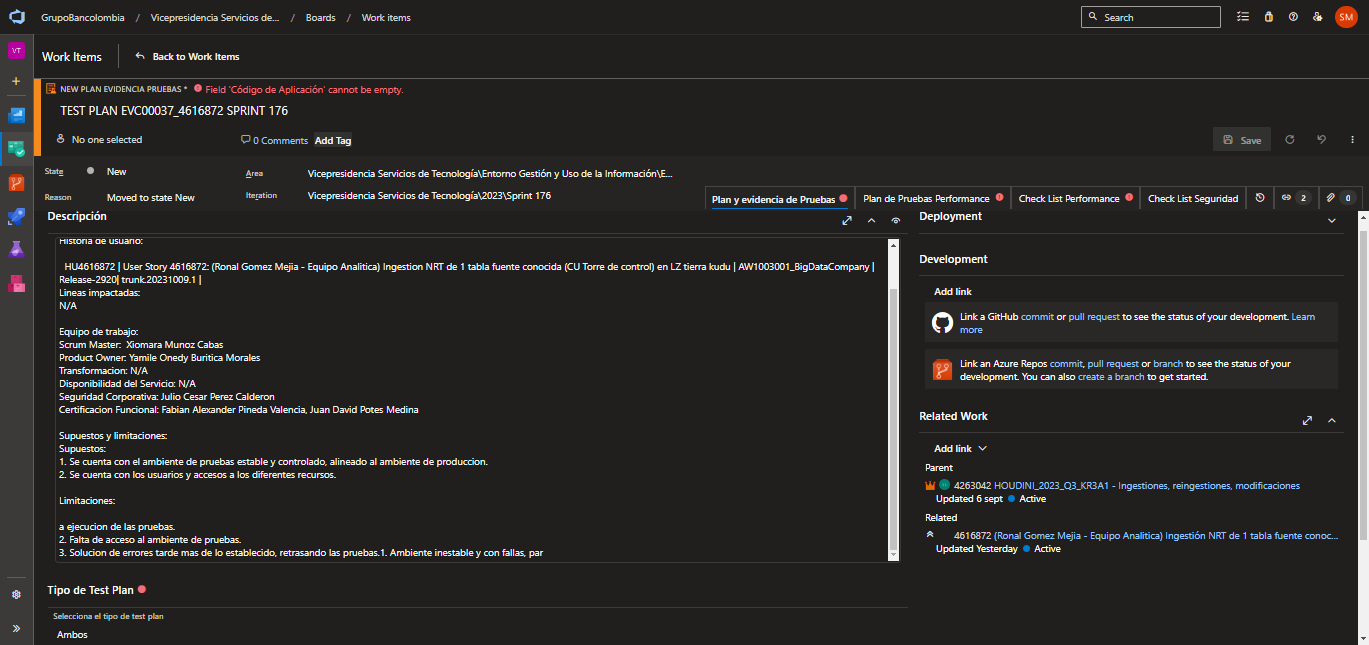 GrupoBancolombia / Vicepresidencia Servicios de... / Boards / Work items
Search
SM
VT
Work Items
Back to Work Items
NEW PLAN EVIDENCIA PRUEBAS *
Field 'Código de Aplicación' cannot be empty.
TEST PLAN EVC00037_4616872 SPRINT 176
No one selected
0 Comments
Add Tag
Save
State
New
Area
Vicepresidencia Servicios de Tecnología\Entorno Gestión y Uso de la Información\E...
Reason
Moved to state New
Iteration
Vicepresidencia Servicios de Tecnología\2023\Sprint 176
Plan y evidencia de Pruebas
Plan de Pruebas Performance
Check List Performance
Check List Seguridad
2
0
Descripción
Historia de usuario:
HU4616872 | User Story 4616872: (Ronal Gomez Mejia - Equipo Analitica) Ingestion NRT de 1 tabla fuente conocida (CU Torre de control) en LZ tierra kudu | AW1003001_BigDataCompany |
Release-2920| trunk.20231009.1 |
Lineas impactadas:
N/A
Equipo de trabajo:
Scrum Master:  Xiomara Munoz Cabas
Product Owner: Yamile Onedy Buritica Morales
Transformacion: N/A
Disponibilidad del Servicio: N/A
Seguridad Corporativa: Julio Cesar Perez Calderon
Certificacion Funcional: Fabian Alexander Pineda Valencia, Juan David Potes Medina
Supuestos y limitaciones:
Supuestos:
1. Se cuenta con el ambiente de pruebas estable y controlado, alineado al ambiente de produccion.
2. Se cuenta con los usuarios y accesos a los diferentes recursos.
Limitaciones:
a ejecucion de las pruebas.
2. Falta de acceso al ambiente de pruebas.
3. Solucion de errores tarde mas de lo establecido, retrasando las pruebas.1. Ambiente inestable y con fallas, par
Tipo de Test Plan
Selecciona el tipo de test plan
Ambos
Deployment
Development
Add link
Link a GitHub commit or pull request to see the status of your development. Learn
more
Link an Azure Repos commit, pull request or branch to see the status of your
development. You can also create a branch to get started.
Related Work
Add link
Parent
4263042 HOUDINI_2023_Q3_KR3A1 - Ingestiones, reingestiones, modificaciones
Updated 6 sept
Active
Related
4616872 (Ronal Gomez Mejia - Equipo Analitica) Ingestión NRT de 1 tabla fuente conoc...
Updated Yesterday
Active